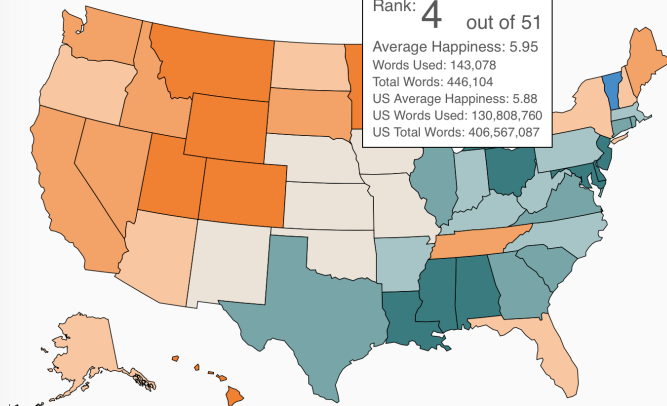 Rank: 4 out of 51
Average Happiness: 5.95
Words Used: 143,078
Total Words: 446,104
US Average Happiness: 5.88
US Words Used: 130,808,760
US Total Words: 406,567,087